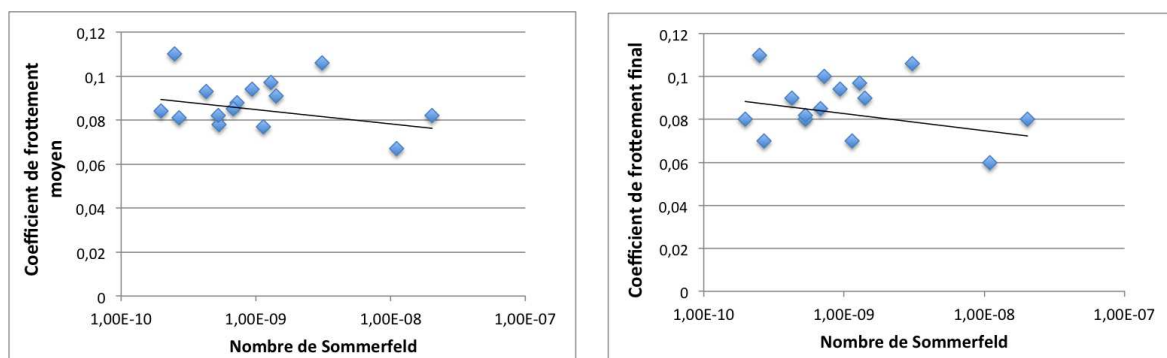 Coefficient de frottement
moyen
0,12
0,1
0,08
0,06
0,04
0,02
0
1,00E-10
1,00E-09
1,00E-08
1,00E-07
Nombre de Sommerfeld
Coefficient de frottement final
0,12
0,1
0,08
0,06
0,04
0,02
0
1,00E-10
1,00E-09
1,00E-08
1,00E-07
Nombre de Sommerfeld